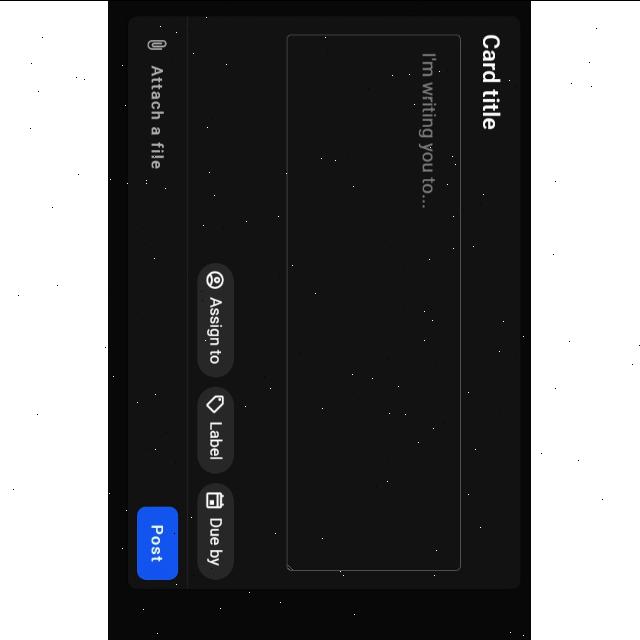 Card title
I'm writing you to...
Assign to
Label
Due by
Attach a file
Post